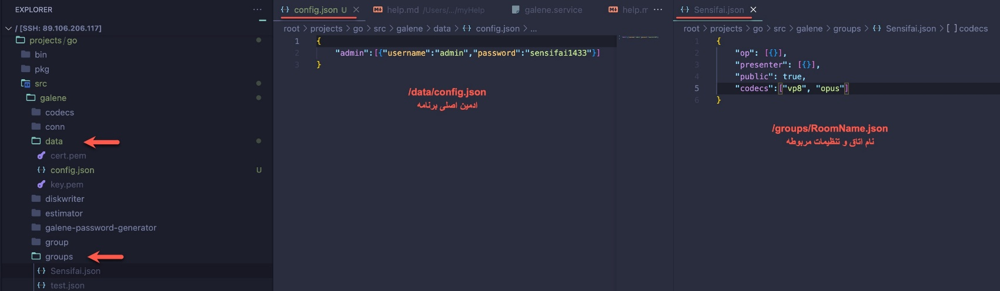 EXPLORER
/ [SSH: 89.106.206.117]
projects/go
bin
pkg
src
galene
codecs
conn
data
cert.pem
config.json U
key.pem
diskwriter
estimator
galene-password-generator
group
groups
Sensifai.json
test.json
config.json U
help.md /Users/.../myHelp
galene.service
help.m
root > projects > go > src > galene > data > config.json > ...
1 {
2 "admin":[{"username":"admin","password":"sensifai1433"}]
3 }
/data/config.json
ادمین اصلی برنامه
Sensifai.json
root > projects > go > src > galene > groups > Sensifai.json > [ ] codecs
1 {
2 "op": [{}],
3 "presenter": [{}],
4 "public": true,
5 "codecs":["vp8", "opus"]
6 }
/groups/RoomName.json
نام اتاق و تنظیمات مربوطه